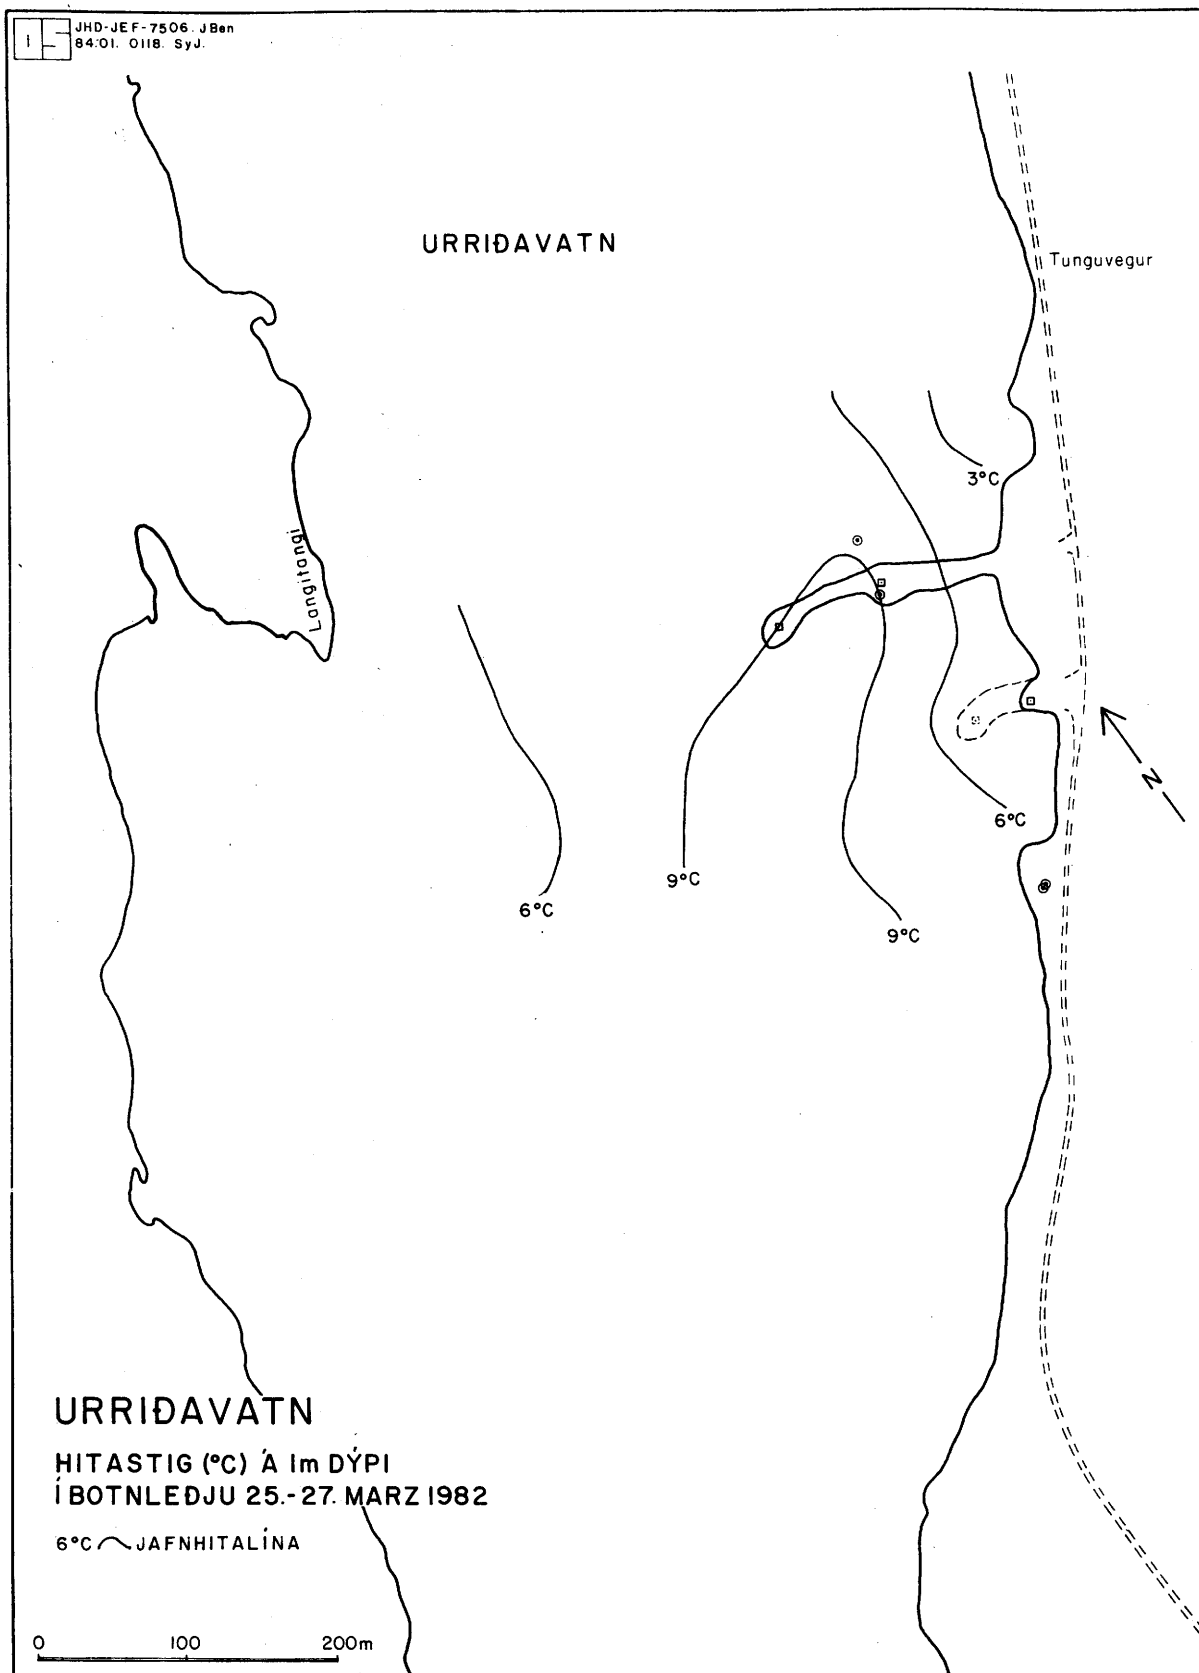 JHD-JEF-7506. JBen
84.01. 0118. SyJ.
URRIÐAVATN
Tunguvegur
3°C
Langitangi
N
6°C
9°C
6°C
9°C
URRIÐAVATN
HITASTIG (°C) Á 1m DÝPI
Í BOTNLEÐJU 25.-27. MARZ 1982
6°C JAFNHITALÍNA
0 100 200m